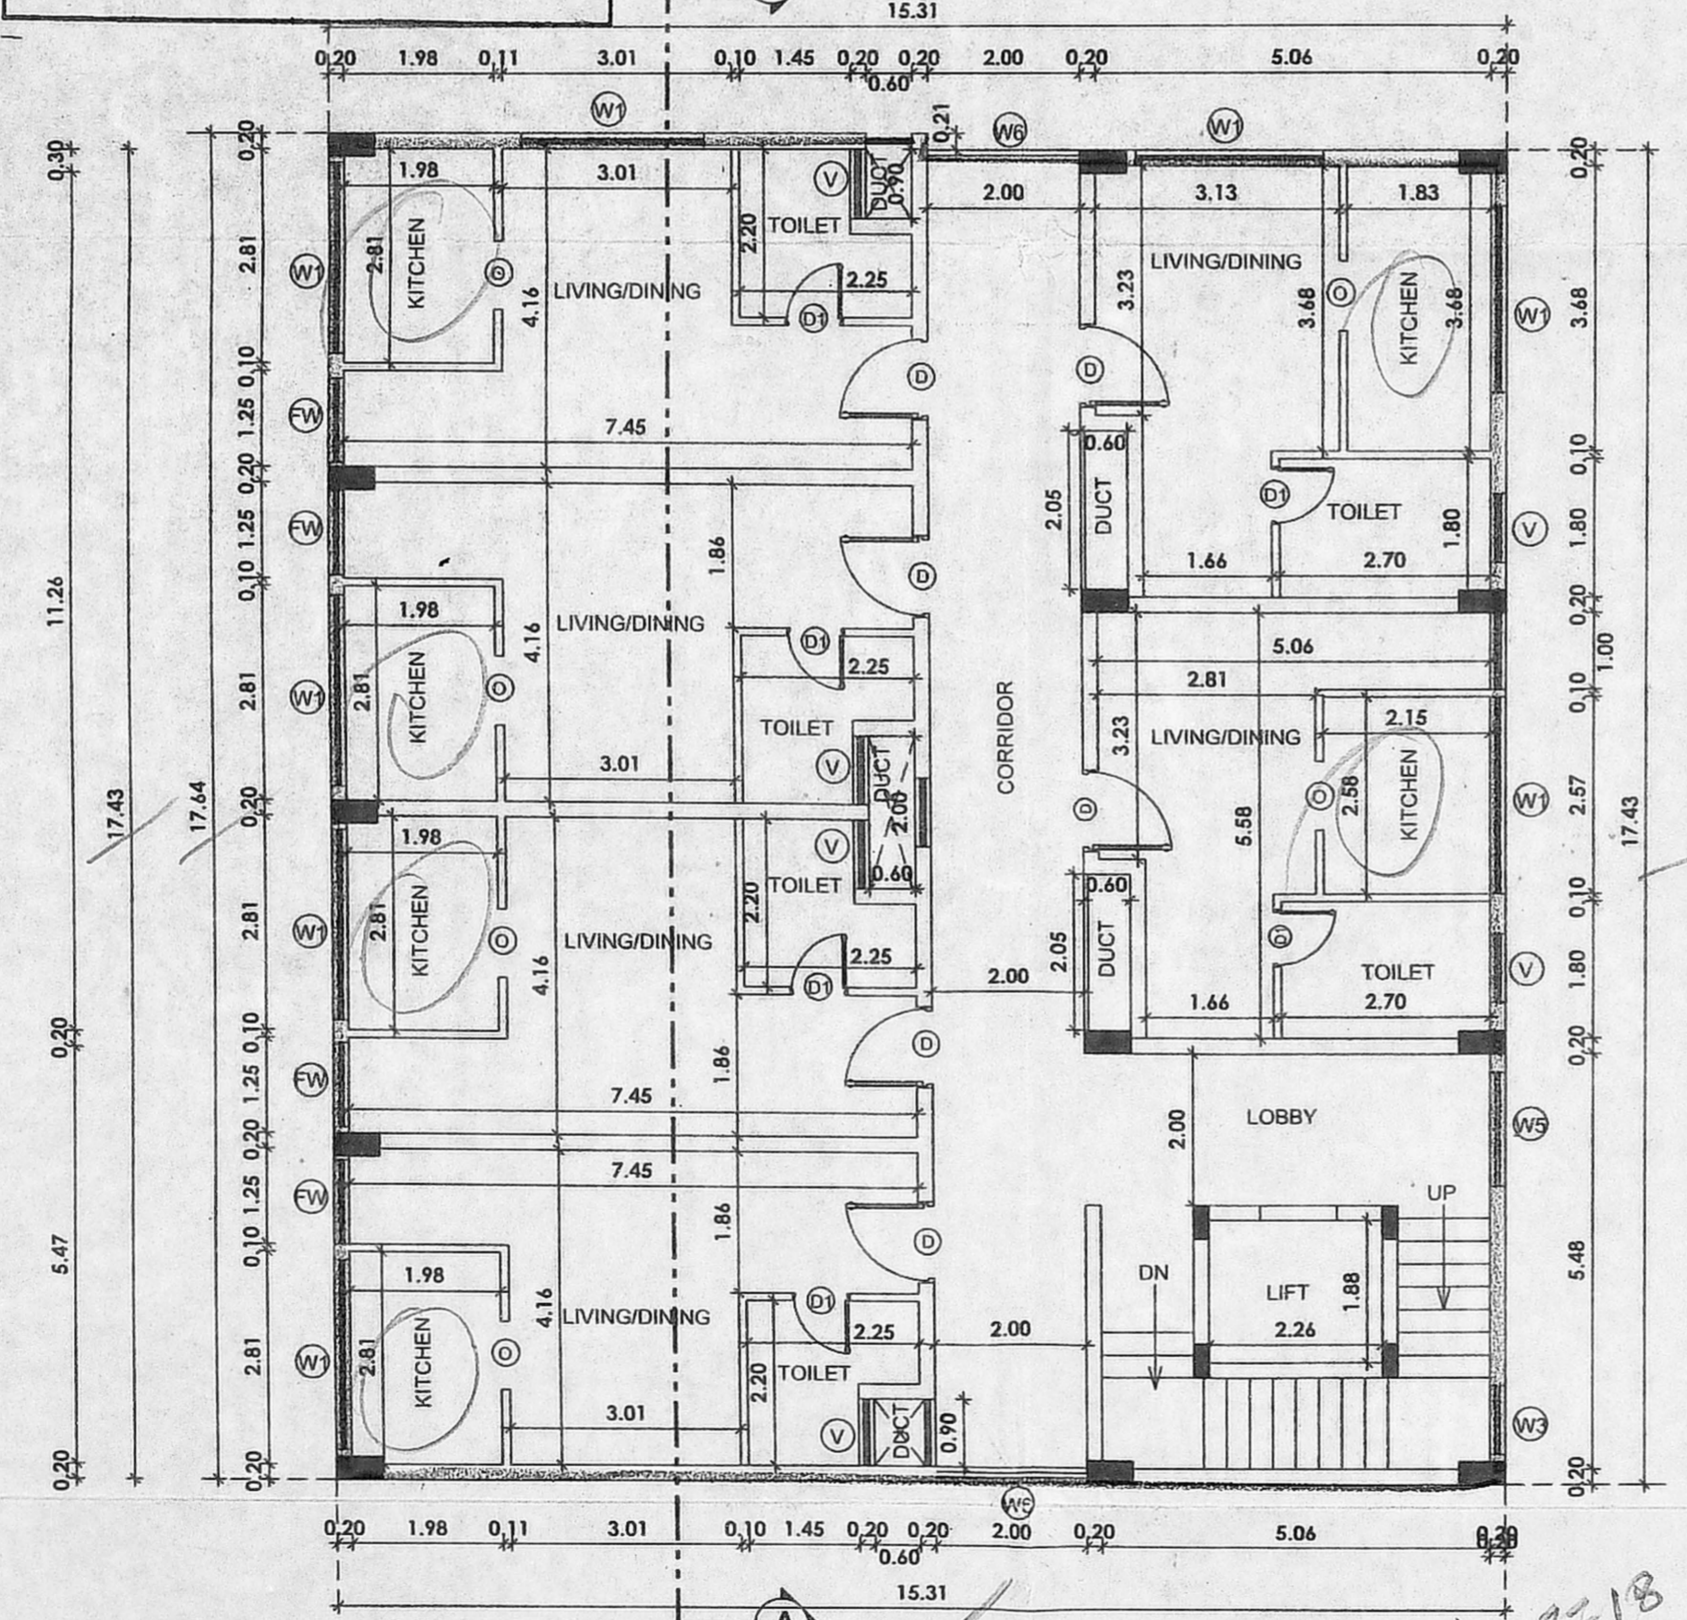 15.31
0.20 1.98 0.11 3.01 0.10 1.45 0.20 0.20 2.00 0.20 5.06 0.20
0.60
W1 W6 W1
0.21
0.30 0.20 0.20
1.98 3.01 V DUCT 0.90 2.00 3.13 1.83
2.81 W1 2.81 KITCHEN O 4.16 LIVING/DINING 2.20 TOILET 2.25 D1
3.23 LIVING/DINING 3.68 O KITCHEN 3.68 W1 3.68
0.10 D D
1.25 FW 7.45 0.60
0.20 0.10
1.25 FW 1.86 D 2.05 DUCT D1 TOILET 1.80 V 1.80
0.10 1.66 2.70
11.26 0.20
1.98 LIVING/DINING D1 2.25 5.06 1.00
2.81 W1 2.81 KITCHEN O 4.16 TOILET CORRIDOR 2.81 0.10
3.23 LIVING/DINING 2.15
3.01 V DUCT 2.00 D 5.58 O 2.58 KITCHEN W1 2.57
17.43 17.64 0.20 17.43
1.98 V 0.60 0.60 0.10
2.81 W1 2.81 KITCHEN O 4.16 LIVING/DINING 2.20 TOILET 2.25 D1
2.00 2.05 DUCT D1 TOILET V 1.80
1.66 2.70
0.20 0.10 D 0.20
1.25 FW 7.45 1.86
0.20 2.00 LOBBY W5
7.45
1.25 FW 1.86 D UP
0.10
5.47 1.98 4.16 LIVING/DINING D1 2.25 2.00 DN LIFT 1.88 5.48
2.26
2.81 W1 2.81 KITCHEN O 2.20 TOILET
3.01 V DUCT 0.90 W3
0.20 0.20 0.20
0.20 1.98 0.11 3.01 0.10 1.45 0.20 0.20 2.00 0.20 5.06 0.20
0.60
15.31
A